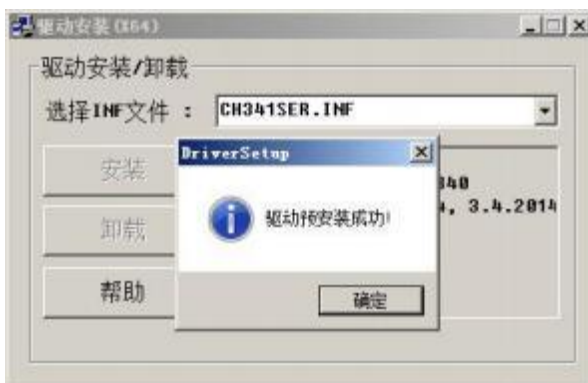 驱动安装(X64)
驱动安装/卸载
选择INF文件 : CH341SER.INF
DriverSetup
安装
340
驱动预安装成功!
, 3.4.2014
卸载
帮助
确定